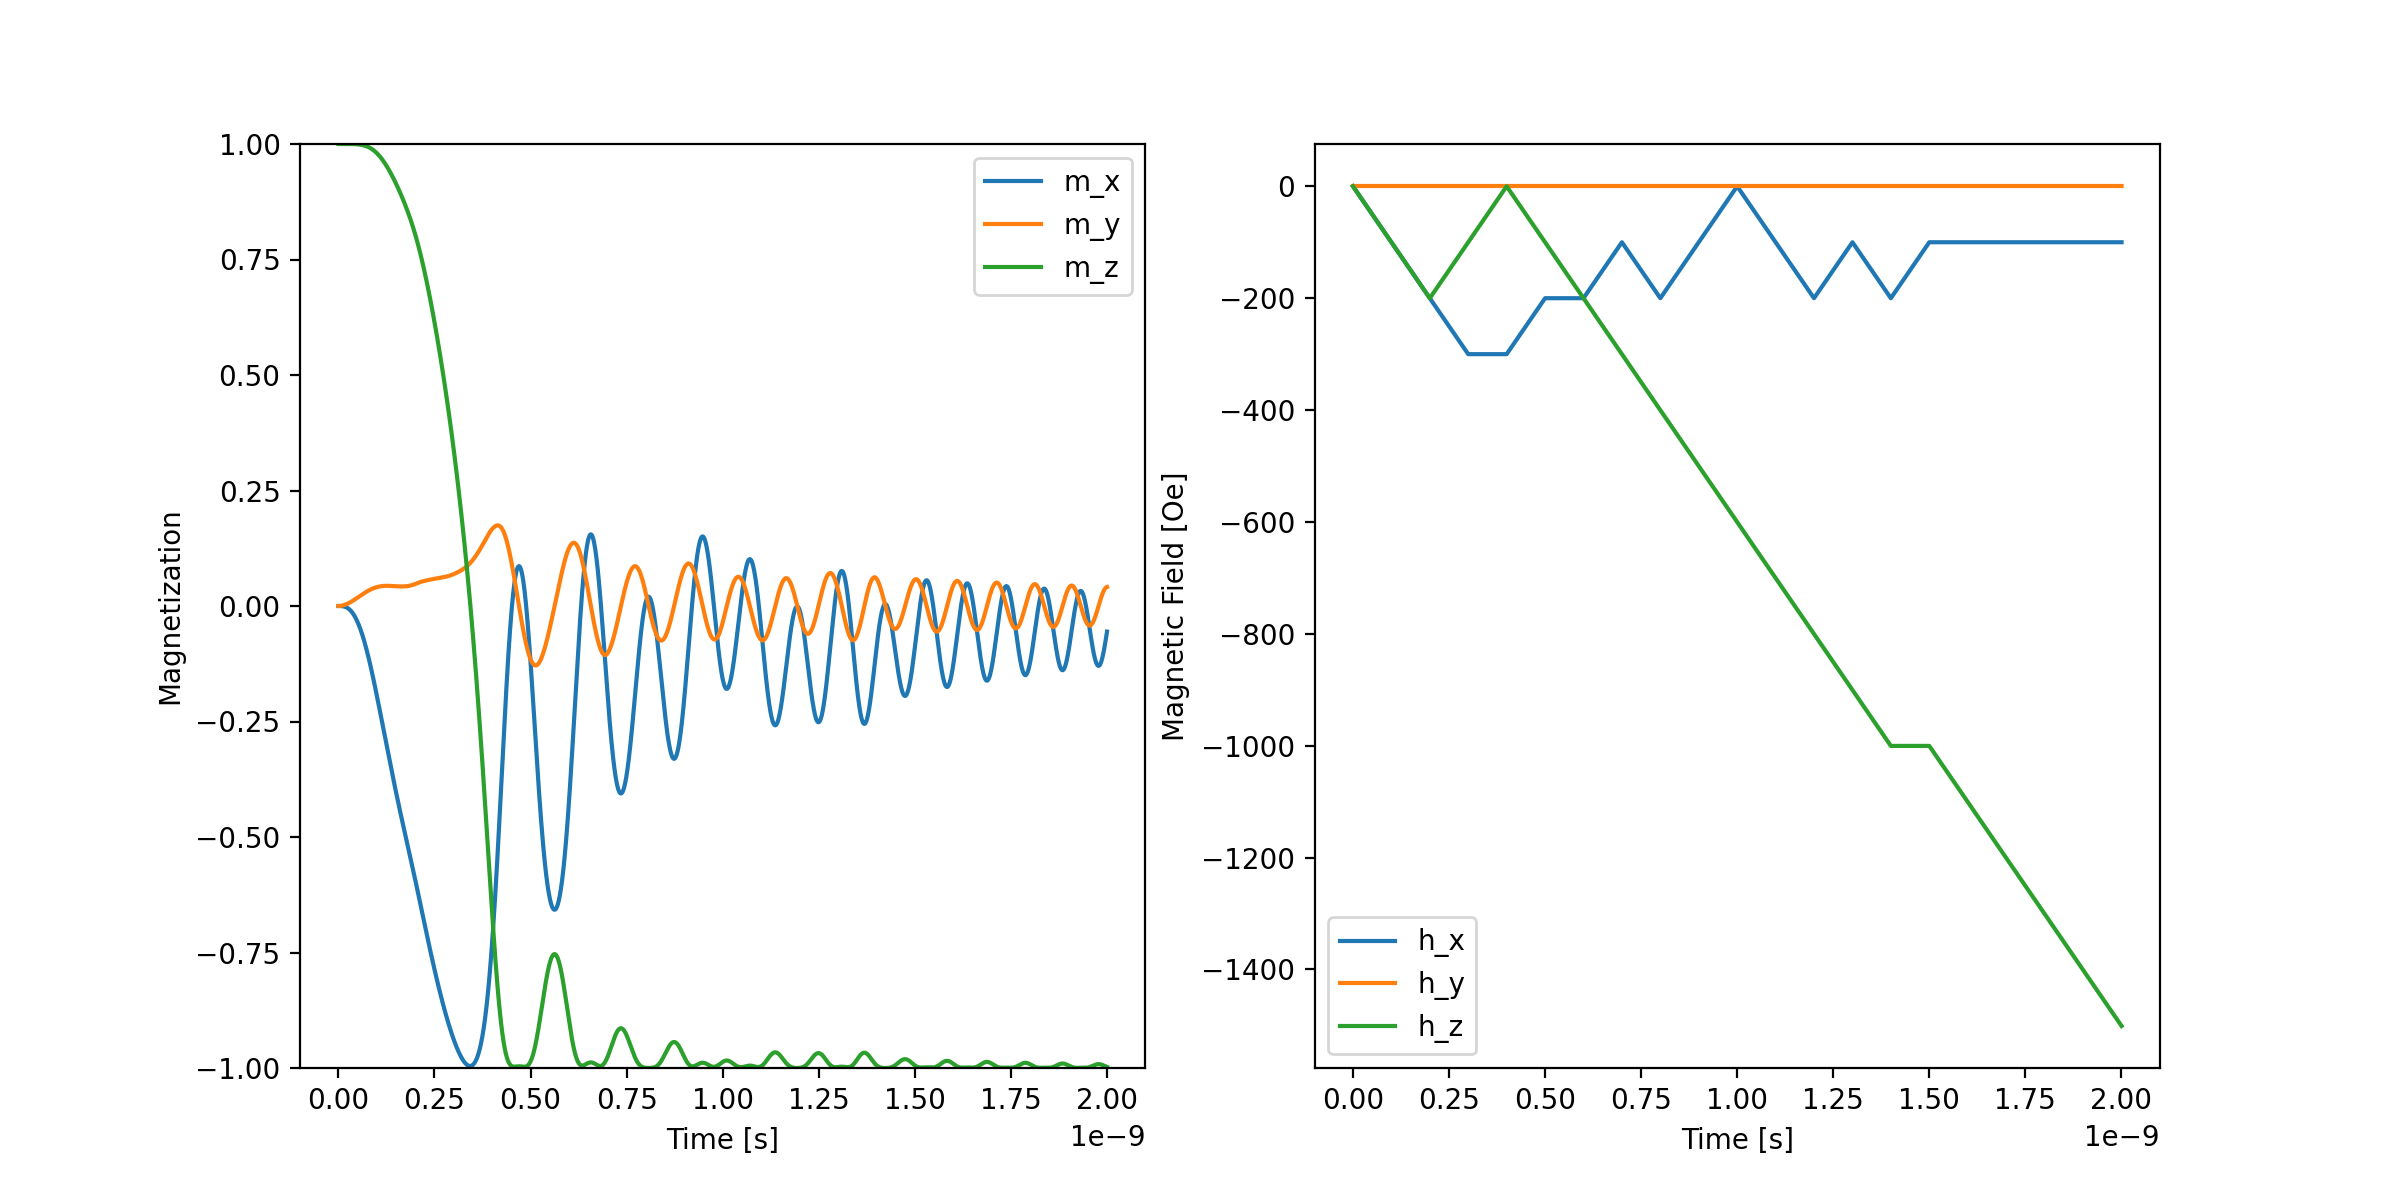 1.00
0.75
0.50
0.25
0.00
−0.25
−0.50
−0.75
−1.00
Magnetization
m_x
m_y
m_z
0.00 0.25 0.50 0.75 1.00 1.25 1.50 1.75 2.00
Time [s]
1e−9
0
−200
−400
−600
−800
−1000
−1200
−1400
Magnetic Field [Oe]
h_x
h_y
h_z
0.00 0.25 0.50 0.75 1.00 1.25 1.50 1.75 2.00
Time [s]
1e−9